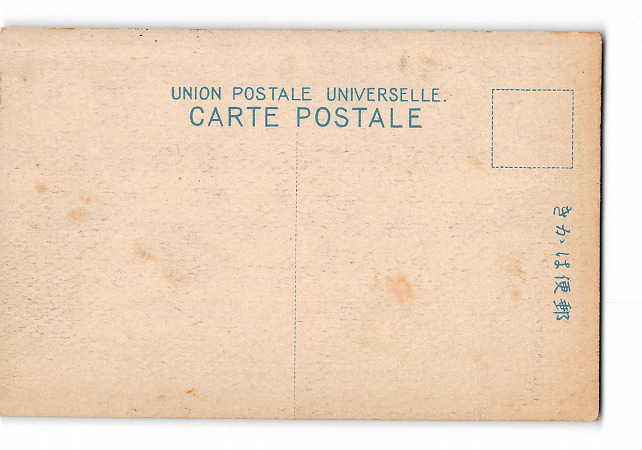 UNION POSTALE UNIVERSELLE.
CARTE POSTALE
きかは便郵